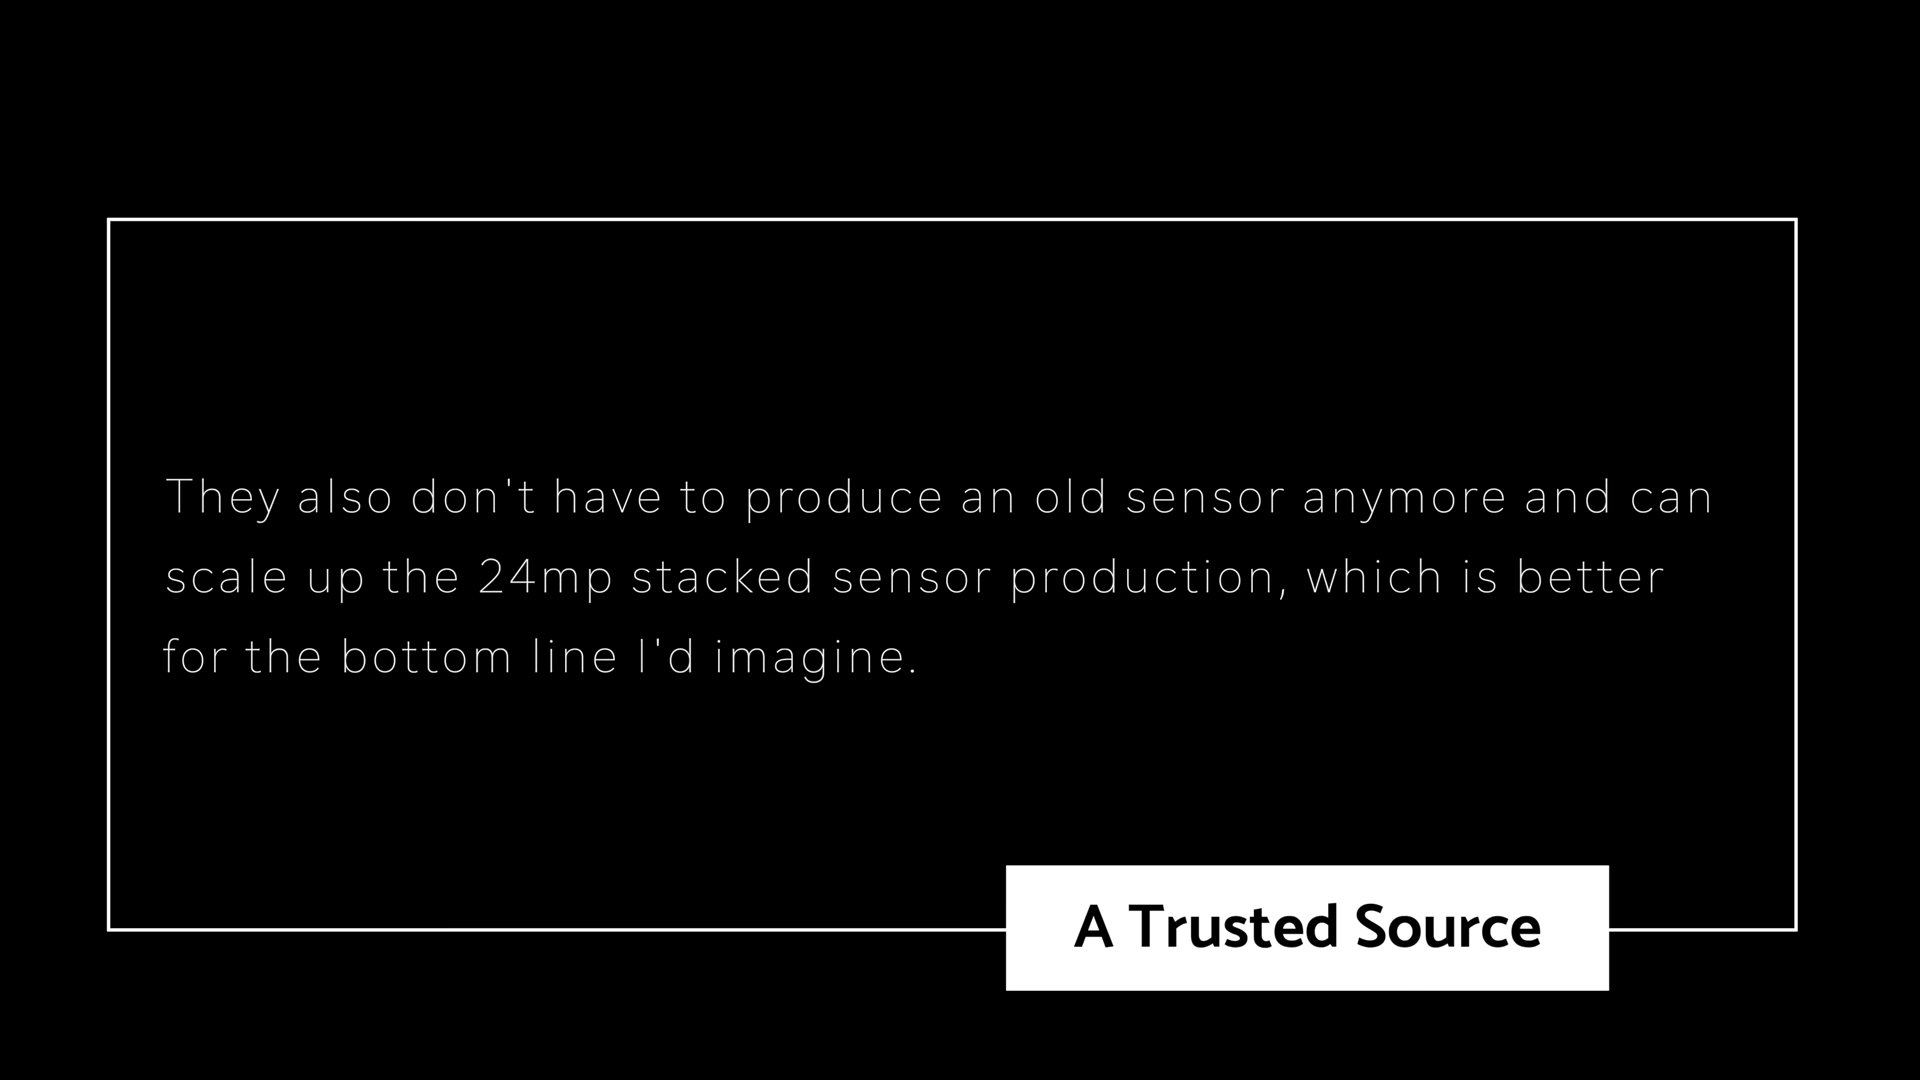 They also don't have to produce an old sensor anymore and can
scale up the 24mp stacked sensor production, which is better
for the bottom line I'd imagine.
A Trusted Source